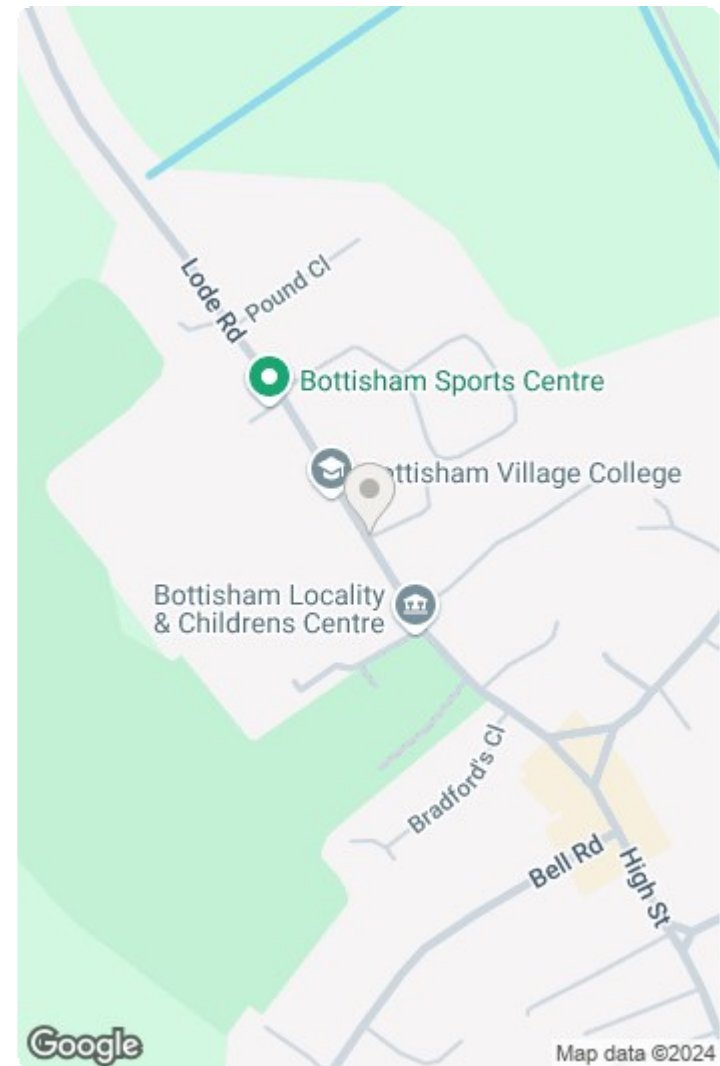 Lode Rd
Pound Cl
Bottisham Sports Centre
ttisham Village College
Bottisham Locality
& Childrens Centre
Bradford's Cl
Bell Rd
High St
Google
Map data ©2024